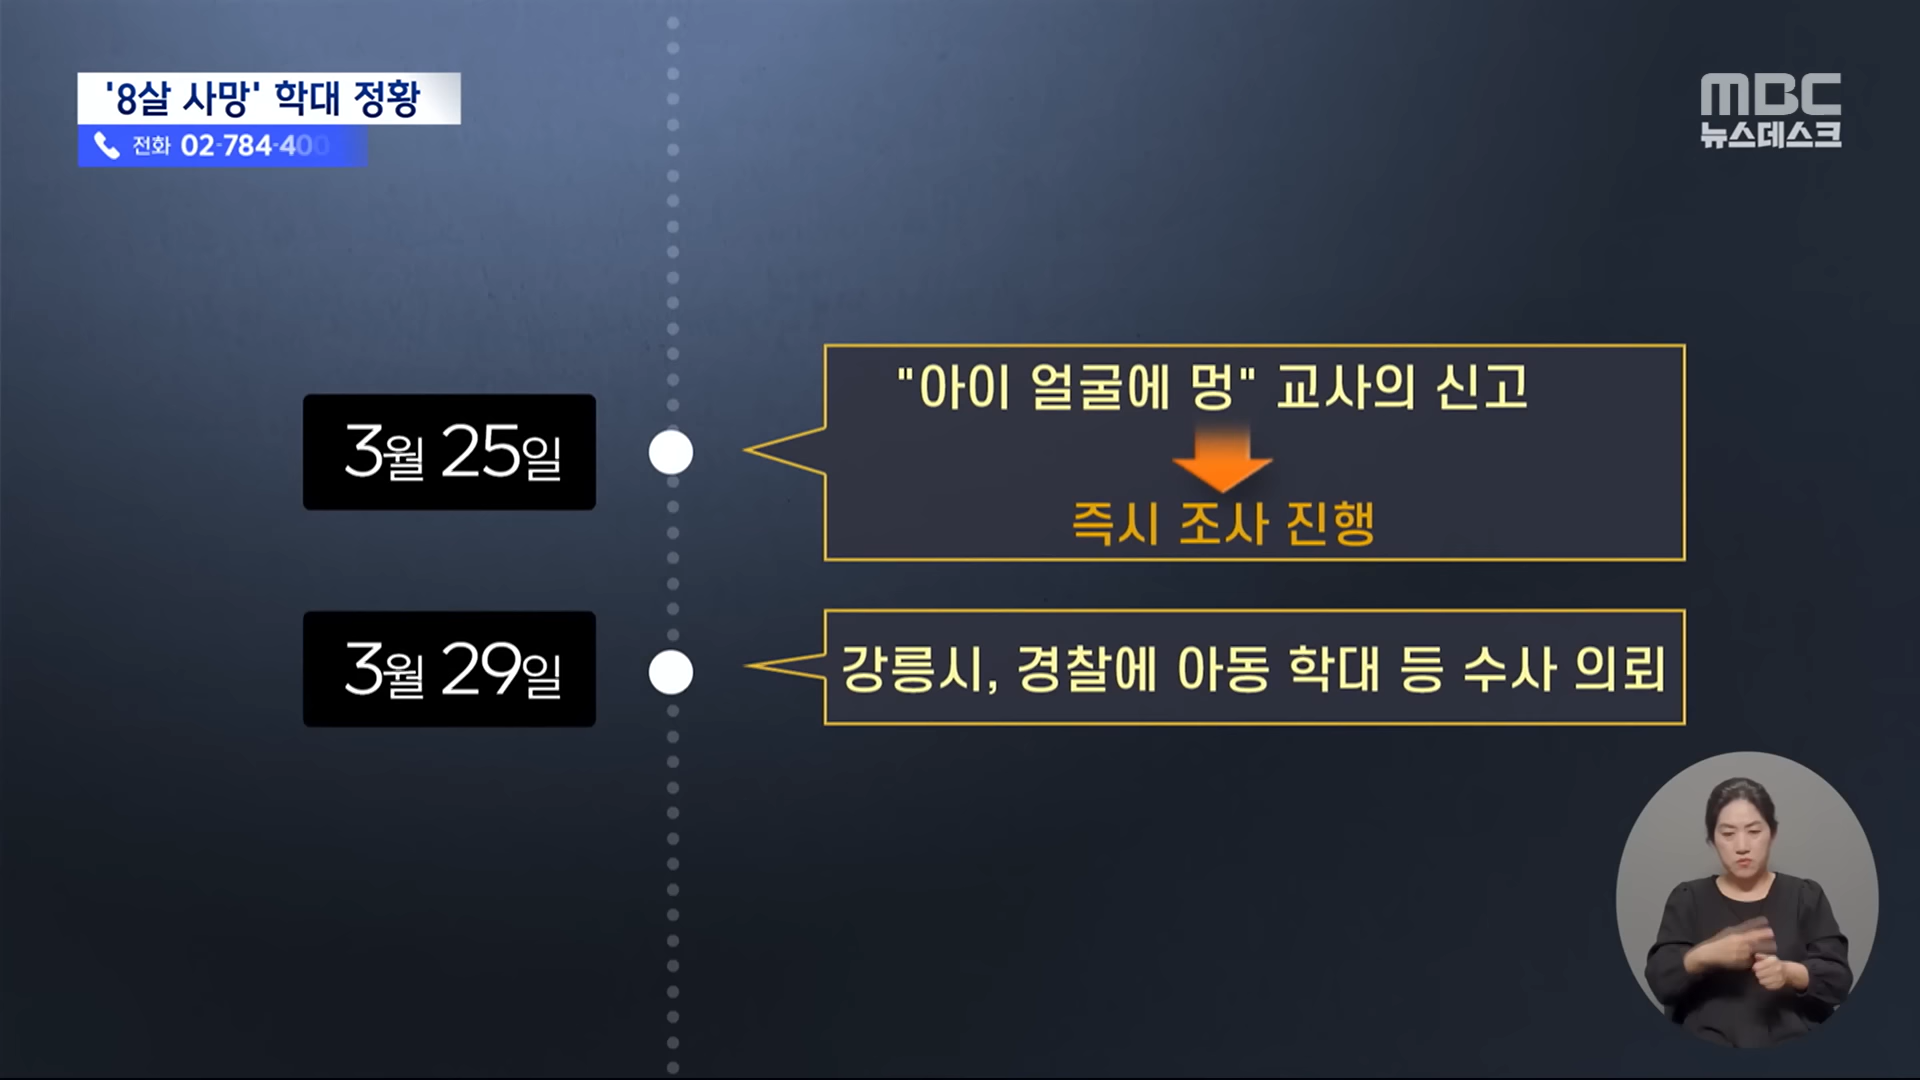 '8살 사망' 학대 정황
전화 02-784-400
MBC
뉴스데스크
3월 25일
"아이 얼굴에 멍" 교사의 신고
즉시 조사 진행
3월 29일
강릉시, 경찰에 아동 학대 등 수사 의뢰